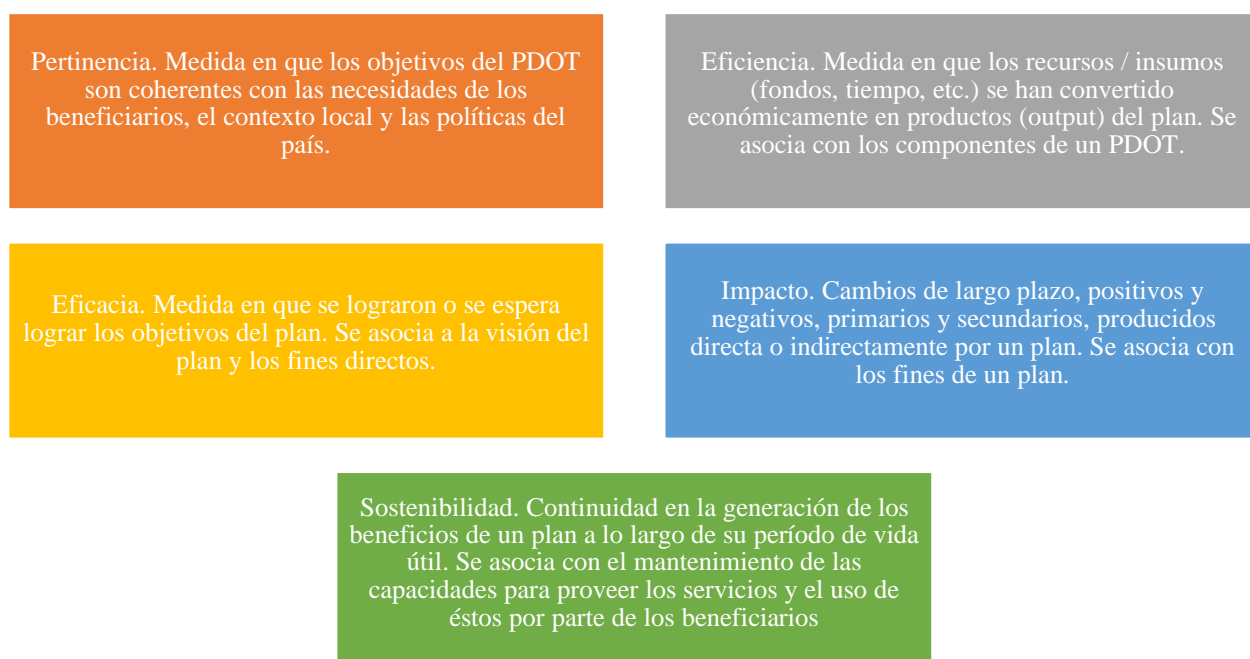 Pertinencia. Medida en que los objetivos del PDOT
son coherentes con las necesidades de los
beneficiarios, el contexto local y las políticas del
país.
Eficiencia. Medida en que los recursos / insumos
(fondos, tiempo, etc.) se han convertido
económicamente en productos (output) del plan. Se
asocia con los componentes de un PDOT.
Eficacia. Medida en que se lograron o se espera
lograr los objetivos del plan. Se asocia a la visión del
plan y los fines directos.
Impacto. Cambios de largo plazo, positivos y
negativos, primarios y secundarios, producidos
directa o indirectamente por un plan. Se asocia con
los fines de un plan.
Sostenibilidad. Continuidad en la generación de los
beneficios de un plan a lo largo de su período de vida
útil. Se asocia con el mantenimiento de las
capacidades para proveer los servicios y el uso de
éstos por parte de los beneficiarios